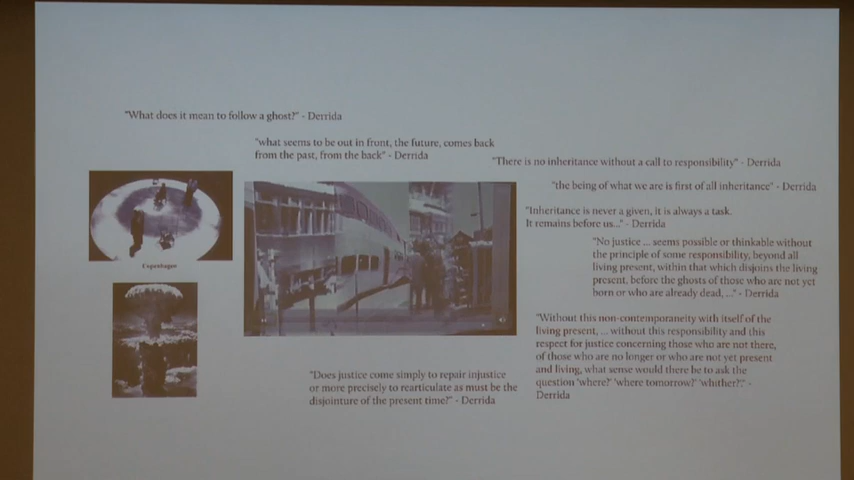 "What does it mean to follow a ghost?" - Derrida
"what seems to be out in front, the future, comes back
from the past, from the back" - Derrida
"There is no inheritance without a call to responsibility" - Derrida
"the being of what we are is first of all inheritance" - Derrida
"Inheritance is never a given, it is always a task.
It remains before us..." - Derrida
"No justice ... seems possible or thinkable without
the principle of some responsibility, beyond all
living present, within that which disjoins the living
present, before the ghosts of those who are not yet
born or who are already dead, ..." - Derrida
Copenhagen
"Without this non-contemporaneity with itself of the
living present, ... without this responsibility and this
respect for justice concerning those who are not there,
of those who are no longer or who are not yet present
and living, what sense would there be to ask the
question 'where?' 'where tomorrow?' 'whither?'" -
Derrida
"Does justice come simply to repair injustice
or more precisely to rearticulate as must be the
disjointure of the present time?" - Derrida